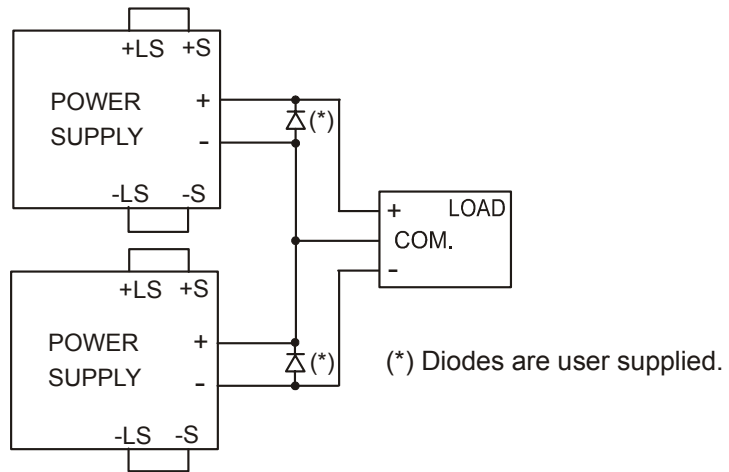 +LS +S
POWER +
SUPPLY -
-LS -S
(*)
+ LOAD
COM.
-
+LS +S
POWER +
SUPPLY -
-LS -S
(*)
(*) Diodes are user supplied.